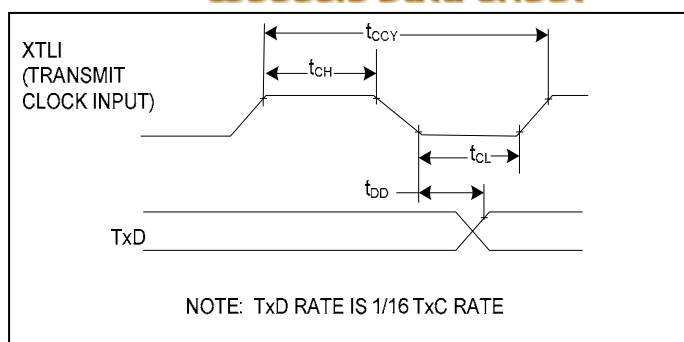 XTLI
(TRANSMIT
CLOCK INPUT)
tCCY
tCH
tCL
tDD
TxD
NOTE: TxD RATE IS 1/16 TxC RATE